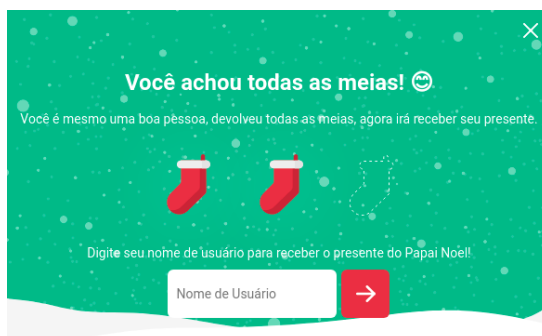 Você achou todas as meias! 😊
Você é mesmo uma boa pessoa, devolveu todas as meias, agora irá receber seu presente.
Digite seu nome de usuário para receber o presente do Papai Noel!
Nome de Usuário